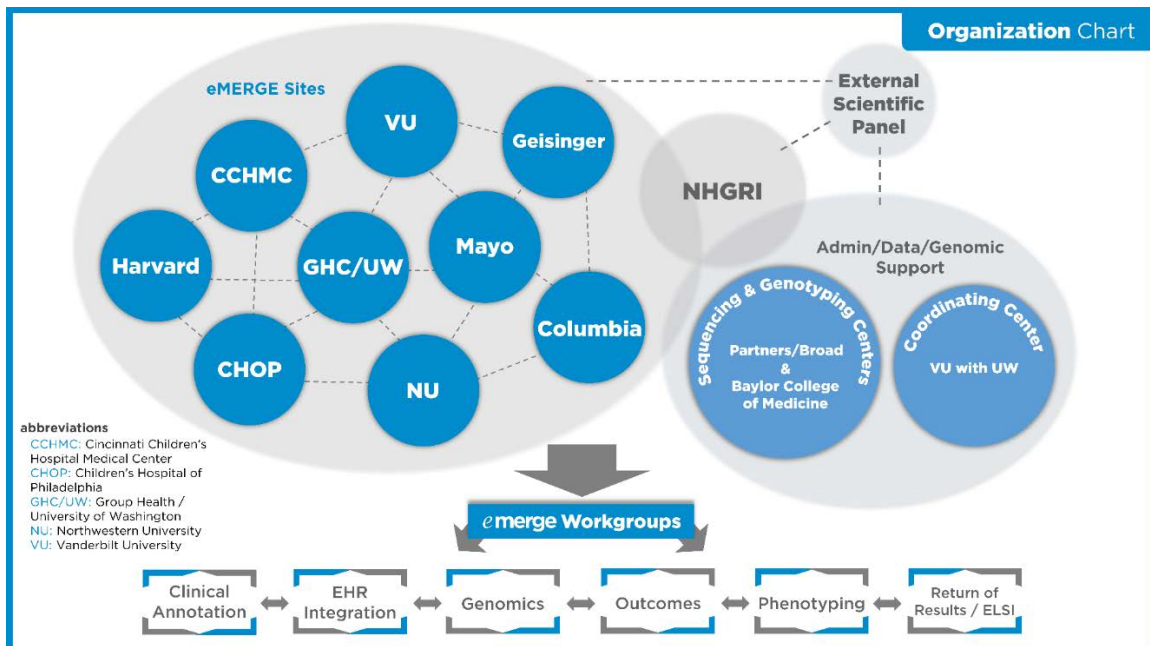 Organization Chart
eMERGE Sites
VU
Geisinger
CCHMC
Harvard
GHC/UW
Mayo
Columbia
CHOP
NU
External
Scientific
Panel
NHGRI
Admin/Data/Genomic
Support
Sequencing & Genotyping Centers
Partners/Broad
&
Baylor College
of Medicine
Coordinating Center
VU with UW
abbreviations
CCHMC: Cincinnati Children's
Hospital Medical Center
CHOP: Children's Hospital of
Philadelphia
GHC/UW: Group Health /
University of Washington
NU: Northwestern University
VU: Vanderbilt University
emerge Workgroups
Clinical
Annotation
EHR
Integration
Genomics
Outcomes
Phenotyping
Return of
Results / ELSI